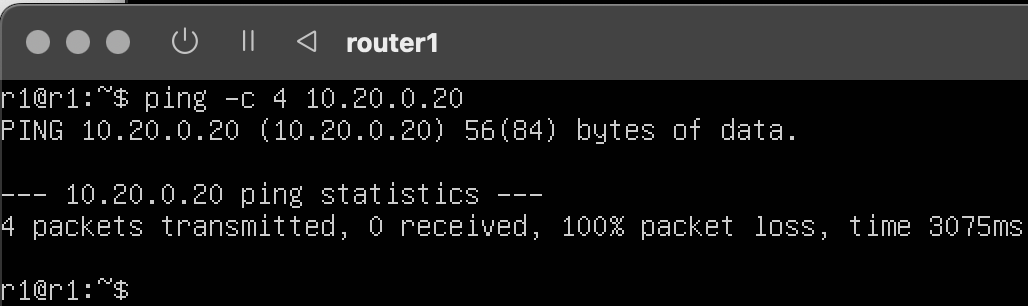 router1
r1@r1:~$ ping -c 4 10.20.0.20
PING 10.20.0.20 (10.20.0.20) 56(84) bytes of data.
--- 10.20.0.20 ping statistics ---
4 packets transmitted, 0 received, 100% packet loss, time 3075ms
r1@r1:~$